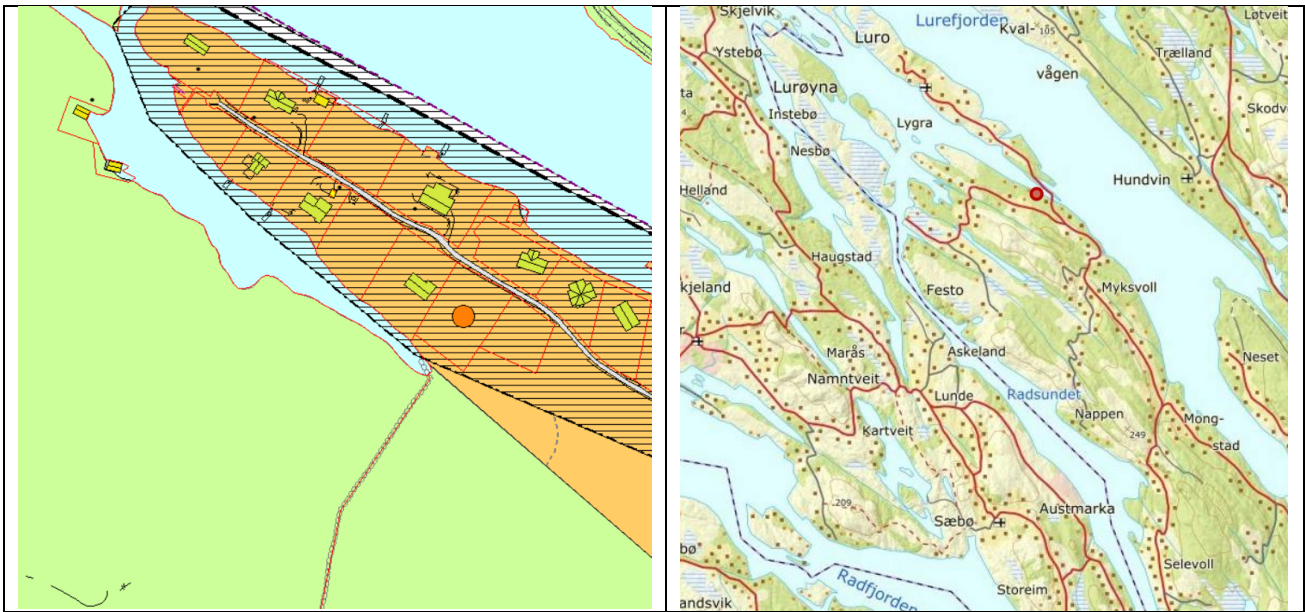 Skjelvik
Lurefjorden
Løtveit
Luro
Kval-
105
Ystebø
Trælland
vågen
ta
Lurøyna
Skodv
Instebø
Lygra
Nesbø
Hundvin
Helland
Haugstad
kjeland
Festo
Myksvoll
r
Marås
Askeland
Neset
Namntveit
Radsundet
Lunde
Nappen
Mong-
Kartveit
249
stad
209
Austmarka
Sæbø
bø
Selevoll
Radfjorden
Storeim
andsvik